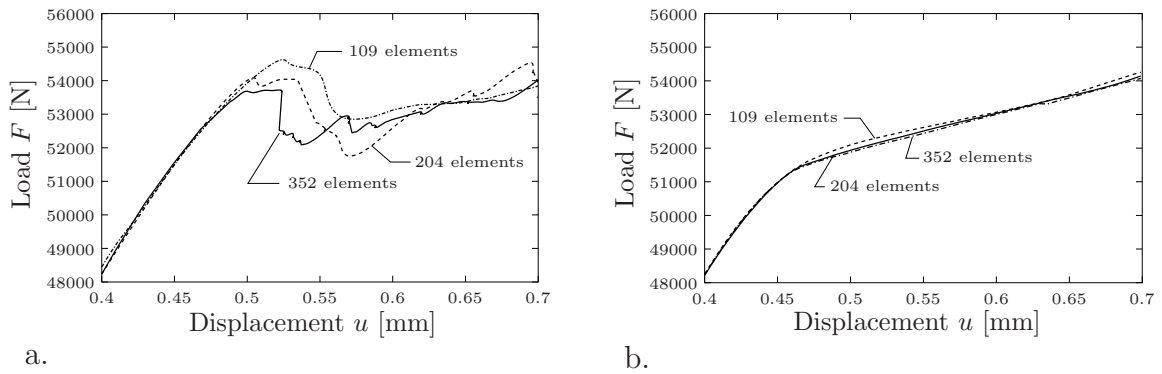 56000
55000
54000
53000
52000
51000
50000
49000
48000
Load F [N]
109 elements
204 elements
352 elements
0.4 0.45 0.5 0.55 0.6 0.65 0.7
Displacement u [mm]
a.
56000
55000
54000
53000
52000
51000
50000
49000
48000
Load F [N]
109 elements
352 elements
204 elements
0.4 0.45 0.5 0.55 0.6 0.65 0.7
Displacement u [mm]
b.